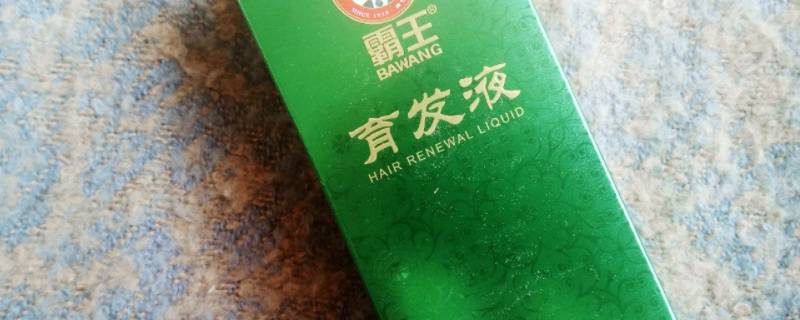 霸王®
BAWANG
育发液
HAIR RENEWAL LIQUID